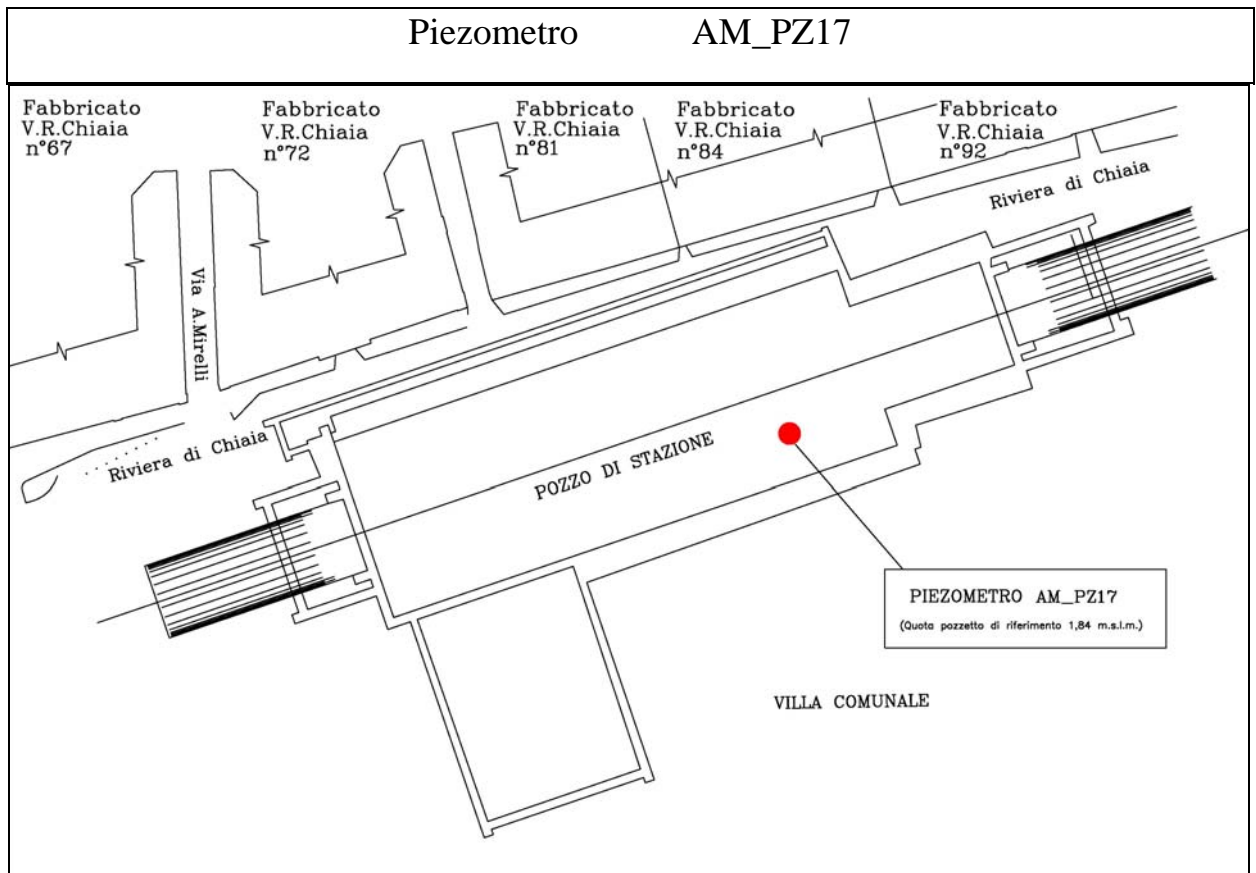 Piezometro AM_PZ17
Fabbricato
V.R.Chiaia
n°67
Fabbricato
V.R.Chiaia
n°72
Fabbricato
V.R.Chiaia
n°81
Fabbricato
V.R.Chiaia
n°84
Fabbricato
V.R.Chiaia
n°92
Riviera di Chiaia
Via A.Mirelli
Riviera di Chiaia
POZZO DI STAZIONE
PIEZOMETRO AM_PZ17
(Quota pozzetto di riferimento 1,84 m.s.l.m.)
VILLA COMUNALE